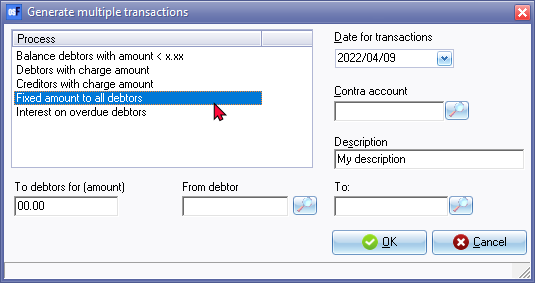 Generate multiple transactions
Process
Balance debtors with amount < x.xx
Debtors with charge amount
Creditors with charge amount
Fixed amount to all debtors
Interest on overdue debtors
Date for transactions
2022/04/09
Contra account
Description
My description
To debtors for (amount)
00.00
From debtor
To:
OK
Cancel